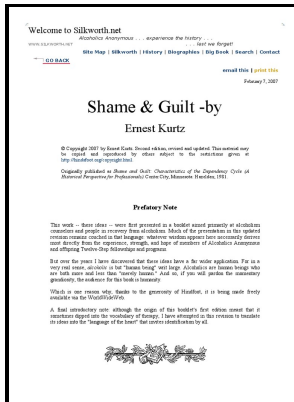 Welcome to Silkworth.net
Alcoholics Anonymous . . . experience the history . . .
WWW.SILKWORTH.NET . . . last we forget!
Site Map | Silkworth | History | Biographies | Big Book | Search | Contact
GO BACK
email this | print this
February 7, 2007
Shame & Guilt -by
Ernest Kurtz
© Copyright 2007 by Ernest Kurtz. Second edition, revised and updated. This material may
be copied and reproduced by others subject to the restrictions given at
http://hindsfoot.org/copyright.html
Originally published as Shame and Guilt: Characteristics of the Dependency Cycle (A
Historical Perspective for Professionals) Center City, Minnesota: Hazelden, 1981
Prefatory Note
This work -- these ideas -- were first presented in a booklet aimed primarily at alcoholism
counselors and people in recovery from alcoholism. Much of the presentation in this updated
revision remains couched in that language: whatever wisdom appears here necessarily derives
most directly from the experience, strength, and hope of members of Alcoholics Anonymous
and offspring Twelve-Step fellowships and programs.
But over the years I have discovered that these ideas have a far wider application. For in a
very real sense, alcoholic is but "human being" writ large. Alcoholics are human beings who
are both more and less than "merely human." And so, if you will pardon the summary
grandiosity, the audience for this book is humanity.
Which is one reason why, thanks to the generosity of Hindsfoot, it is being made freely
available via the WorldWideWeb.
A final introductory note: although the origin of this booklet's first edition meant that it
sometimes dipped into the vocabulary of therapy, I have attempted in this revision to translate
its ideas into the "language of the heart" that invites identification by all.